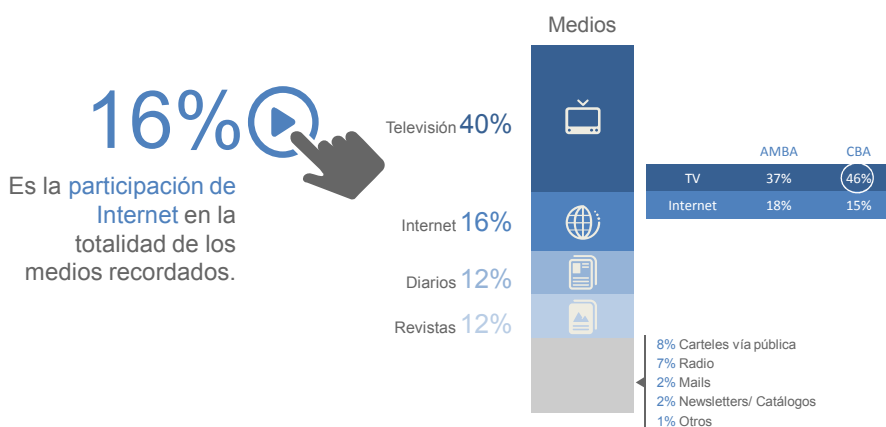 16%
Es la participación de
Internet en la
totalidad de los
medios recordados.
Medios
Televisión 40%
Internet 16%
Diarios 12%
Revistas 12%
AMBA CBA
TV 37% 46%
Internet 18% 15%
8% Carteles vía pública
7% Radio
2% Mails
2% Newsletters/ Catálogos
1% Otros